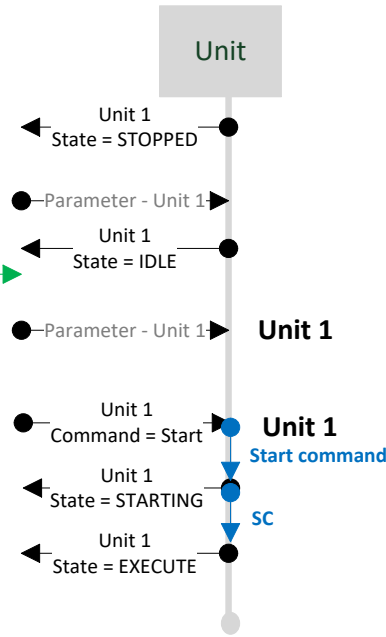 Unit
Unit 1
State = STOPPED
Parameter - Unit 1
Unit 1
State = IDLE
Parameter - Unit 1
Unit 1
Unit 1
Command = Start
Unit 1
Start command
Unit 1
State = STARTING
SC
Unit 1
State = EXECUTE